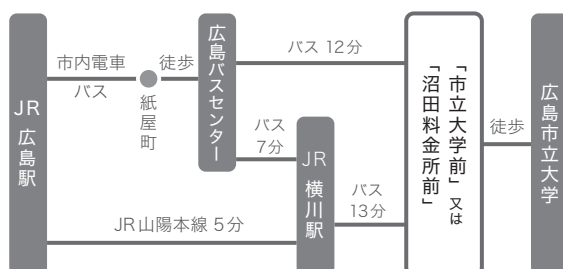 JR 広島駅
市内電車
バス
紙屋町
徒歩
広島バスセンター
バス 12分
バス
7分
JR 横川駅
JR山陽本線 5分
バス
13分
「市立大学前」又は
「沼田料金所前」
徒歩
広島市立大学